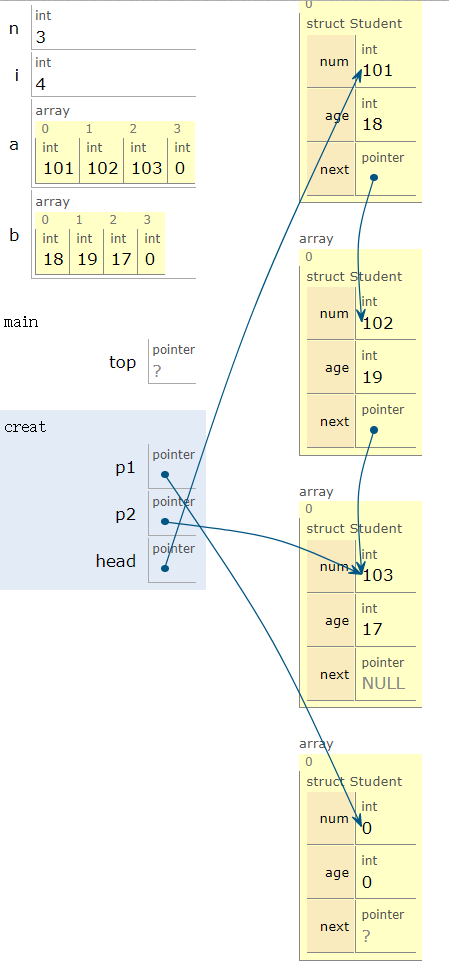 n
int
3
i
int
4
a
array
0 1 2 3
int int int int
101 102 103 0
b
array
0 1 2 3
int int int int
18 19 17 0
main
top
pointer
?
creat
p1
pointer
p2
pointer
head
pointer
0
struct Student
num
int
101
age
int
18
next
pointer
array
0
struct Student
num
int
102
age
int
19
next
pointer
array
0
struct Student
num
int
103
age
int
17
next
pointer
NULL
array
0
struct Student
num
int
0
age
int
0
next
pointer
?